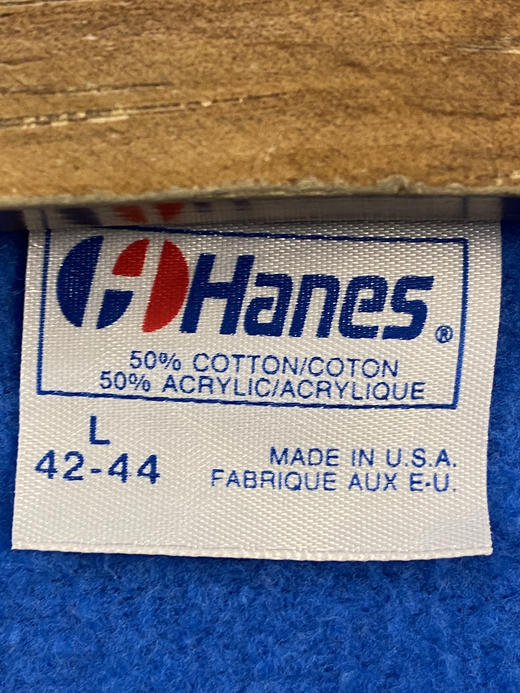 Hanes®
50% COTTON/COTON
50% ACRYLIC/ACRYLIQUE
L
42-44
MADE IN U.S.A.
FABRIQUE AUX E-U.